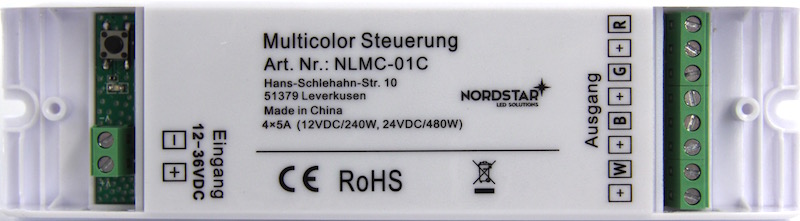 Multicolor Steuerung
Art. Nr.: NLMC-01C
Hans-Schlehahn-Str. 10
51379 Leverkusen
Made in China
4×5A (12VDC/240W, 24VDC/480W)
CE RoHS
NORDSTAR
LED SOLUTIONS
Eingang
12-36VDC
− +
Ausgang
R + G + B + W +